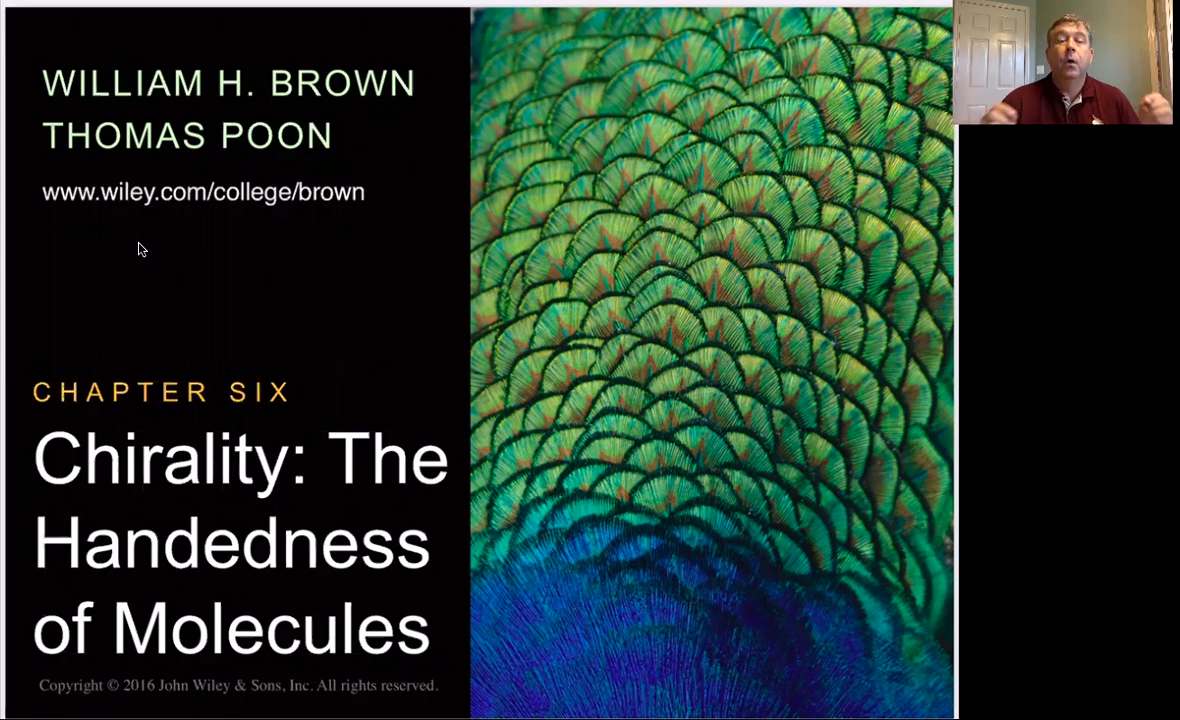 WILLIAM H. BROWN
THOMAS POON
www.wiley.com/college/brown
CHAPTER SIX
Chirality: The
Handedness
of Molecules
Copyright © 2016 John Wiley & Sons, Inc. All rights reserved.